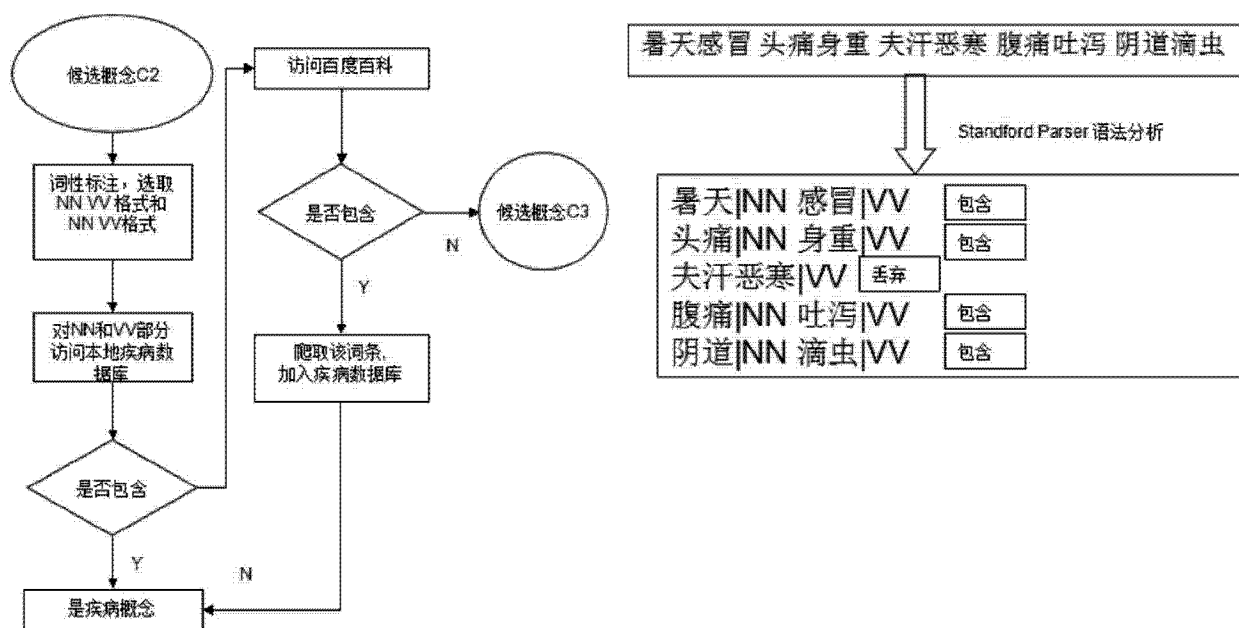 候选概念C2
词性标注，选取
NN VV 格式和
NN VV格式
对NN和VV部分
访问本地疾病数
据库
是否包含
Y
是疾病概念
访问百度百科
是否包含
N
候选概念C3
Y
爬取该词条，
加入疾病数据库
N
暑天感冒 头痛身重 夫汗恶寒 腹痛吐泻 阴道滴虫
Standford Parser 语法分析
暑天|NN 感冒|VV 包含
头痛|NN 身重|VV 包含
夫汗恶寒|VV 丢弃
腹痛|NN 吐泻|VV 包含
阴道|NN 滴虫|VV 包含